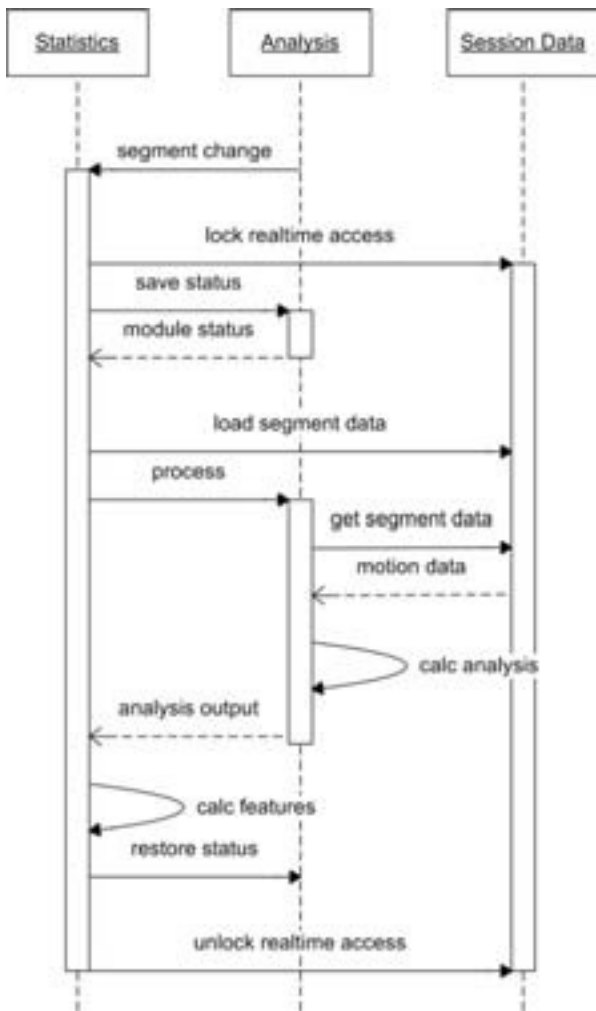 Statistics
Analysis
Session Data
segment change
lock realtime access
save status
module status
load segment data
process
get segment data
motion data
calc analysis
analysis output
calc features
restore status
unlock realtime access